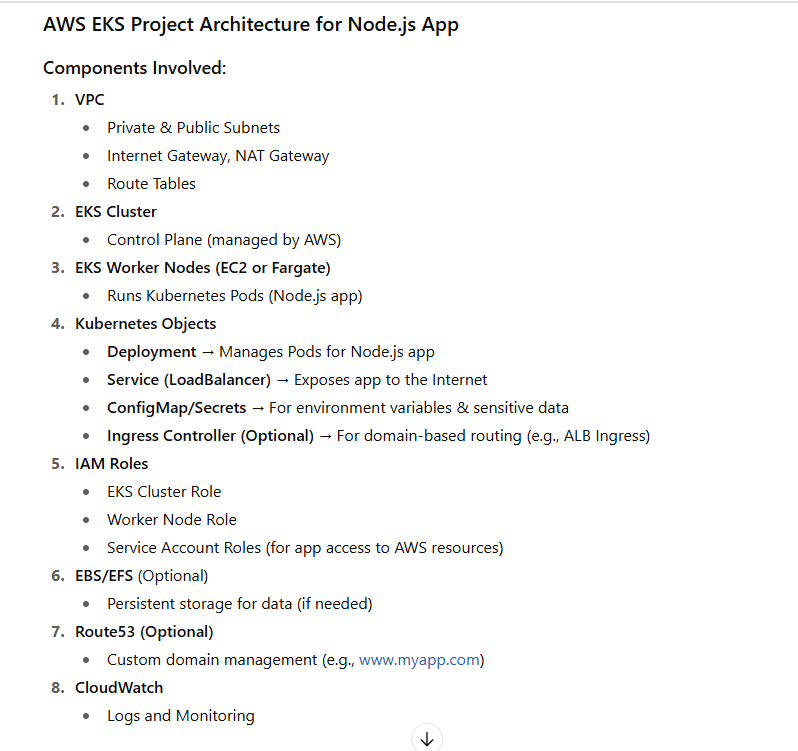 AWS EKS Project Architecture for Node.js App
Components Involved:
1. VPC
• Private & Public Subnets
• Internet Gateway, NAT Gateway
• Route Tables
2. EKS Cluster
• Control Plane (managed by AWS)
3. EKS Worker Nodes (EC2 or Fargate)
• Runs Kubernetes Pods (Node.js app)
4. Kubernetes Objects
• Deployment → Manages Pods for Node.js app
• Service (LoadBalancer) → Exposes app to the Internet
• ConfigMap/Secrets → For environment variables & sensitive data
• Ingress Controller (Optional) → For domain-based routing (e.g., ALB Ingress)
5. IAM Roles
• EKS Cluster Role
• Worker Node Role
• Service Account Roles (for app access to AWS resources)
6. EBS/EFS (Optional)
• Persistent storage for data (if needed)
7. Route53 (Optional)
• Custom domain management (e.g., www.myapp.com)
8. CloudWatch
• Logs and Monitoring